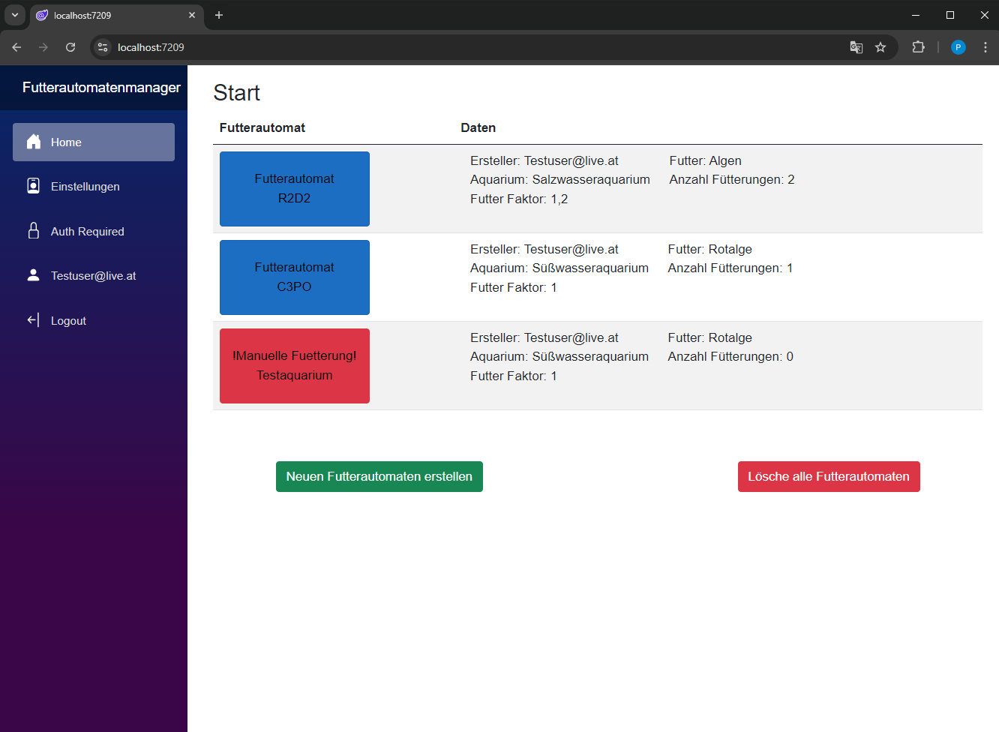 localhost:7209
localhost:7209
P
Futterautomatenmanager
Home
Einstellungen
Auth Required
Testuser@live.at
Logout
Start
Futterautomat
Daten
Futterautomat
R2D2
Ersteller: Testuser@live.at
Aquarium: Salzwasseraquarium
Futter Faktor: 1,2
Futter: Algen
Anzahl Fütterungen: 2
Futterautomat
C3PO
Ersteller: Testuser@live.at
Aquarium: Süßwasseraquarium
Futter Faktor: 1
Futter: Rotalge
Anzahl Fütterungen: 1
!Manuelle Fuetterung!
Testaquarium
Ersteller: Testuser@live.at
Aquarium: Süßwasseraquarium
Futter Faktor: 1
Futter: Rotalge
Anzahl Fütterungen: 0
Neuen Futterautomaten erstellen
Lösche alle Futterautomaten